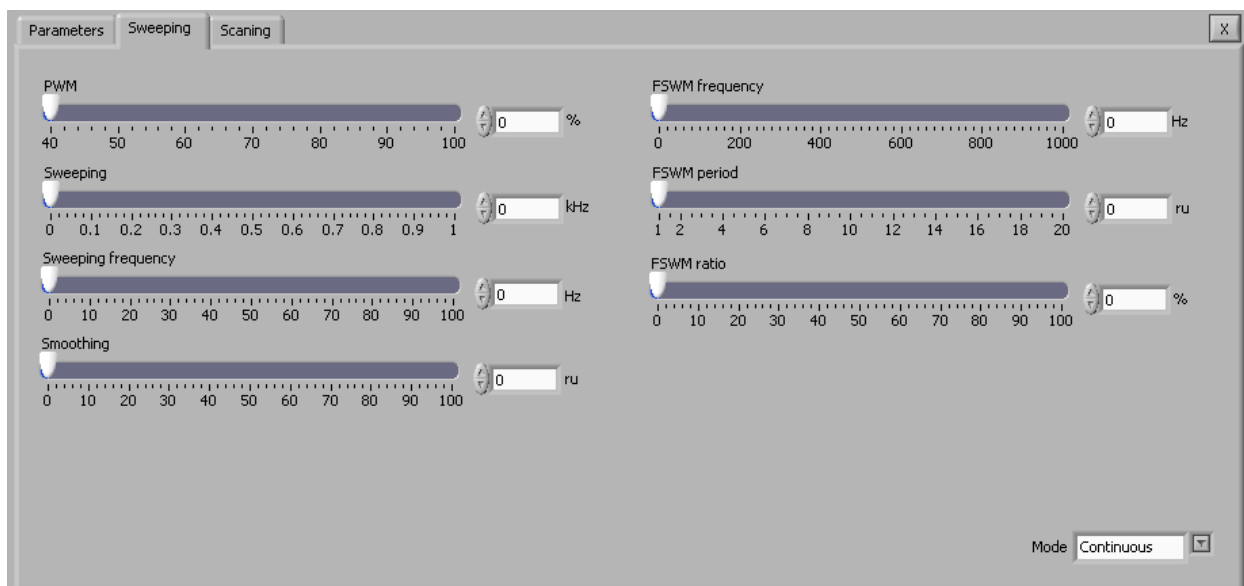 Parameters Sweeping Scaning X
PWM
0 %
40 50 60 70 80 90 100
Sweeping
0 kHz
0 0.1 0.2 0.3 0.4 0.5 0.6 0.7 0.8 0.9 1
Sweeping frequency
0 Hz
0 10 20 30 40 50 60 70 80 90 100
Smoothing
0 ru
0 10 20 30 40 50 60 70 80 90 100
FSWM frequency
0 Hz
0 200 400 600 800 1000
FSWM period
0 ru
1 2 4 6 8 10 12 14 16 18 20
FSWM ratio
0 %
0 10 20 30 40 50 60 70 80 90 100
Mode Continuous